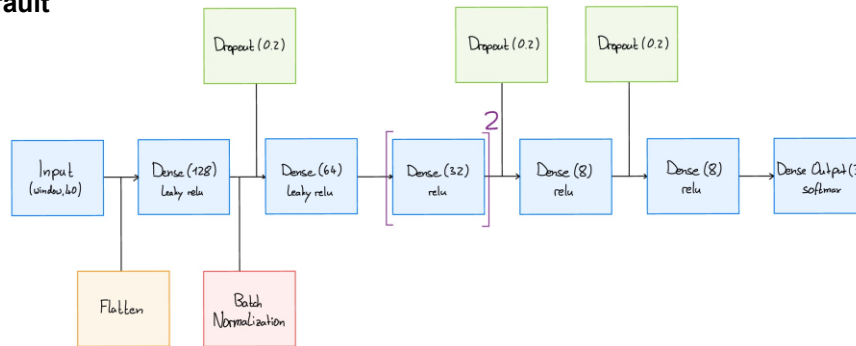 Dropout (0.2)
Dropout (0.2)
Dropout (0.2)
2
Input
(window,40)
Dense (128)
Leaky relu
Dense (64)
Leaky relu
Dense (32)
relu
Dense (8)
relu
Dense (8)
relu
Dense Output (3
softmax
Flatten
Batch
Normalization